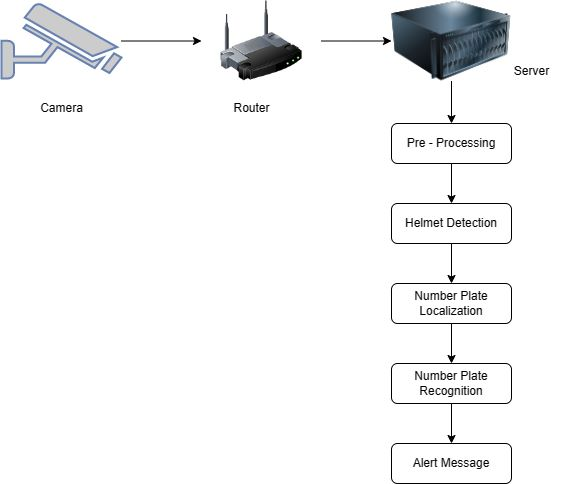 Server
Camera
Router
Pre - Processing
Helmet Detection
Number Plate
Localization
Number Plate
Recognition
Alert Message